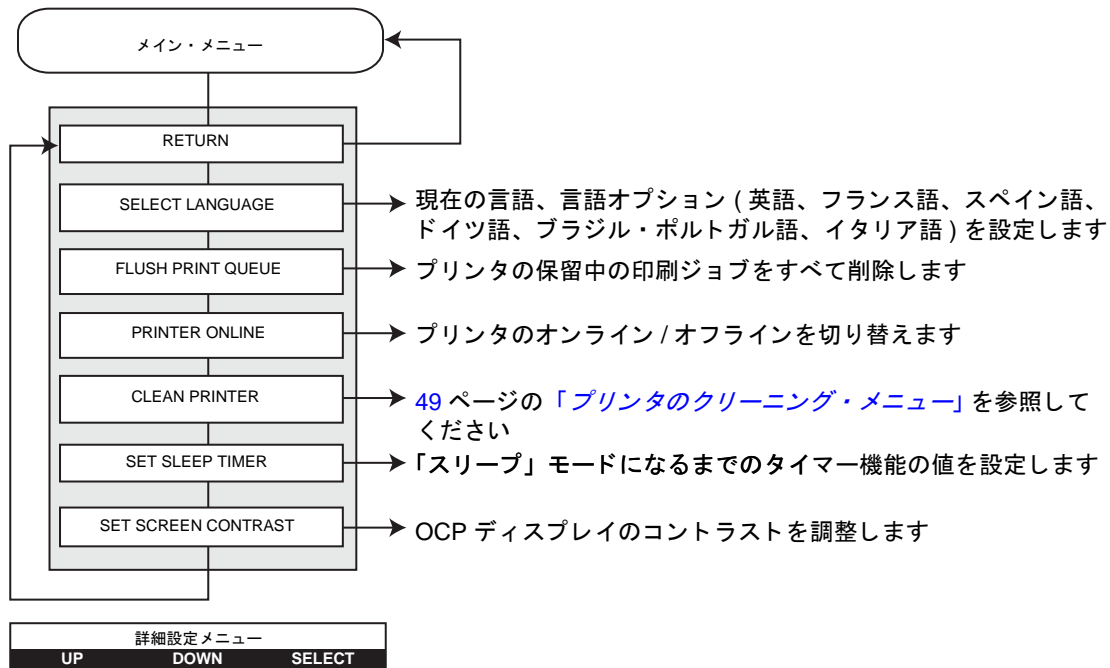 メイン・メニュー
RETURN
SELECT LANGUAGE
現在の言語、言語オプション ( 英語、フランス語、スペイン語、
ドイツ語、ブラジル・ポルトガル語、イタリア語 ) を設定します
FLUSH PRINT QUEUE
プリンタの保留中の印刷ジョブをすべて削除します
PRINTER ONLINE
プリンタのオンライン / オフラインを切り替えます
CLEAN PRINTER
49 ページの「プリンタのクリーニング・メニュー」を参照して
ください
SET SLEEP TIMER
「スリープ」モードになるまでのタイマー機能の値を設定します
SET SCREEN CONTRAST
OCP ディスプレイのコントラストを調整します
詳細設定メニュー
UP DOWN SELECT